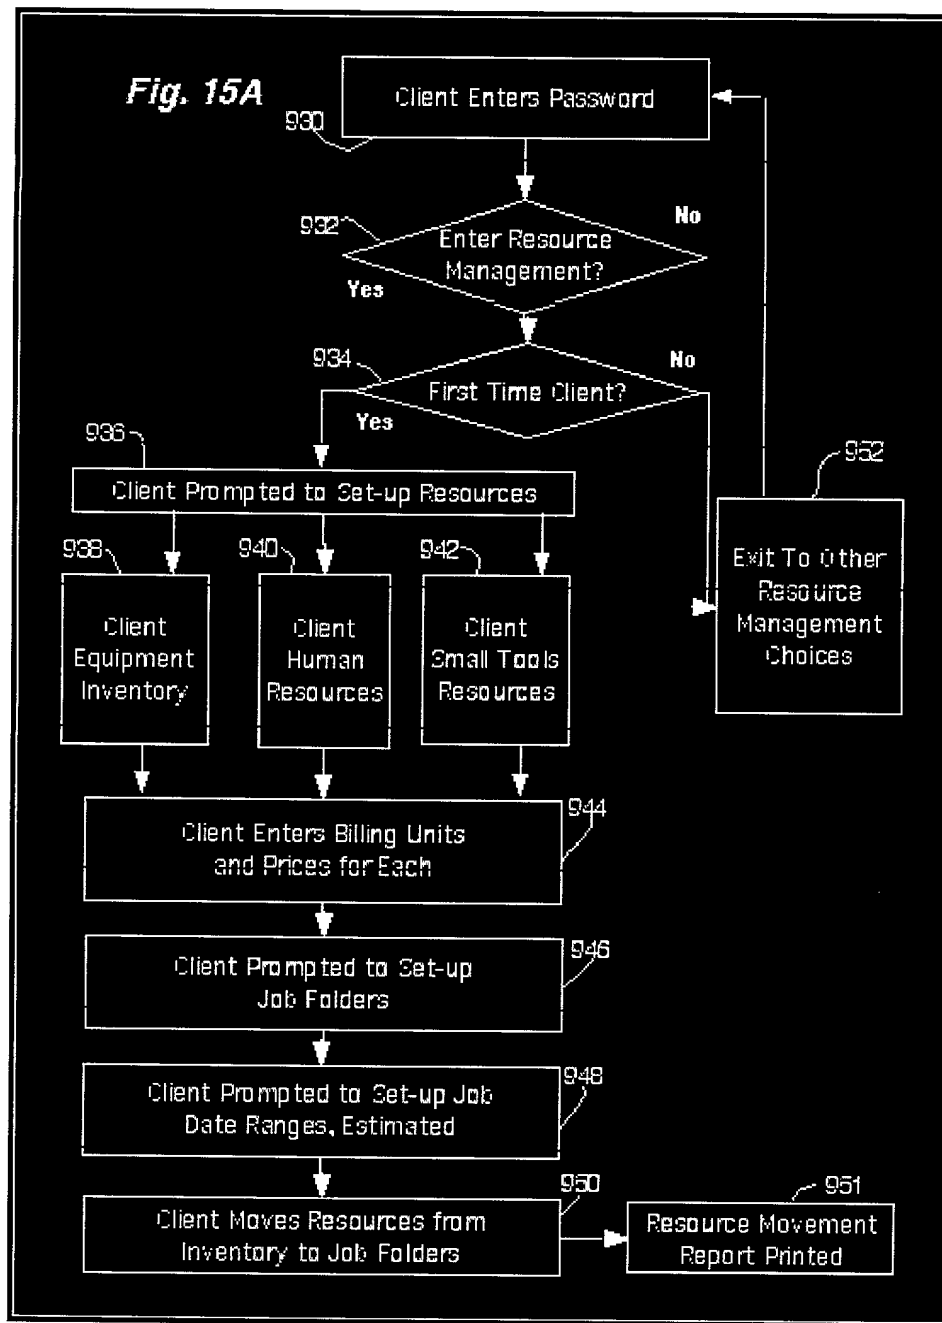 Fig. 15A
Client Enters Password
930
932
No
Enter Resource
Management?
Yes
934
No
First Time Client?
Yes
936
952
Client Prompted to Set-up Resources
938
940
942
Exit To Other
Resource
Management
Choices
Client
Equipment
Inventory
Client
Human
Resources
Client
Small Tools
Resources
944
Client Enters Billing Units
and Prices for Each
946
Client Prompted to Set-up
Job Folders
948
Client Prompted to Set-up Job
Date Ranges, Estimated
950
951
Client Moves Resources from
Inventory to Job Folders
Resource Movement
Report Printed